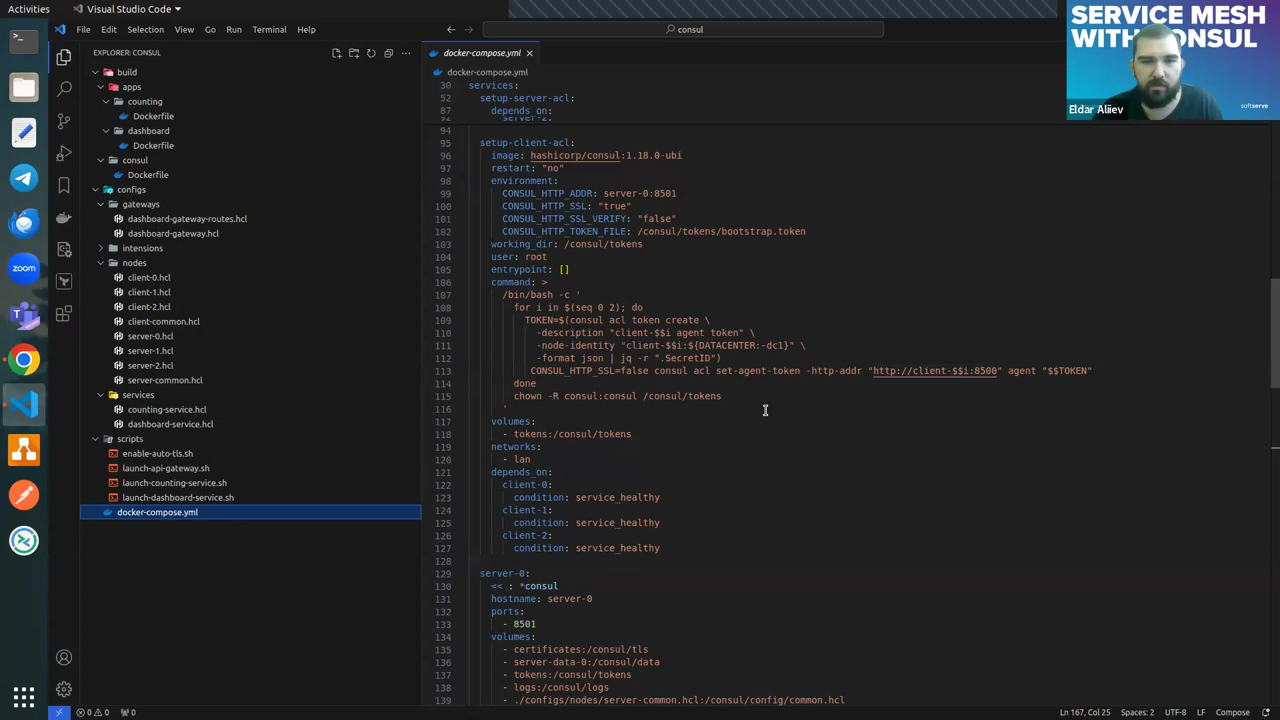 Activities
Visual Studio Code
File Edit Selection View Go Run Terminal Help
consul
EXPLORER: CONSUL
build
apps
counting
Dockerfile
dashboard
Dockerfile
consul
Dockerfile
configs
gateways
dashboard-gateway-routes.hcl
dashboard-gateway.hcl
intensions
nodes
client-0.hcl
client-1.hcl
client-2.hcl
client-common.hcl
server-0.hcl
server-1.hcl
server-2.hcl
server-common.hcl
services
counting-service.hcl
dashboard-service.hcl
scripts
enable-auto-tls.sh
launch-api-gateway.sh
launch-counting-service.sh
launch-dashboard-service.sh
docker-compose.yml
zoom
docker-compose.yml
docker-compose.yml
30 services:
52 setup-server-acl:
87 depends_on:
94
95 setup-client-acl:
96 image: hashicorp/consul:1.18.0-ubi
97 restart: "no"
98 environment:
99 CONSUL_HTTP_ADDR: server-0:8501
100 CONSUL_HTTP_SSL: "true"
101 CONSUL_HTTP_SSL_VERIFY: "false"
102 CONSUL_HTTP_TOKEN_FILE: /consul/tokens/bootstrap.token
103 working_dir: /consul/tokens
104 user: root
105 entrypoint: []
106 command: >
107 /bin/bash -c '
108 for i in $(seq 0 2); do
109 TOKEN=$(consul acl token create \
110 -description "client-$$i agent token" \
111 -node-identity "client-$$i:${DATACENTER:-dc1}" \
112 -format json | jq -r ".SecretID")
113 CONSUL_HTTP_SSL=false consul acl set-agent-token -http-addr "http://client-$$i:8500" agent "$$TOKEN"
114 done
115 chown -R consul:consul /consul/tokens
116 '
117 volumes:
118 - tokens:/consul/tokens
119 networks:
120 - lan
121 depends_on:
122 client-0:
123 condition: service_healthy
124 client-1:
125 condition: service_healthy
126 client-2:
127 condition: service_healthy
128
129 server-0:
130 << : *consul
131 hostname: server-0
132 ports:
133 - 8501
134 volumes:
135 - certificates:/consul/tls
136 - server-data-0:/consul/data
137 - tokens:/consul/tokens
138 - logs:/consul/logs
139 - ./configs/nodes/server-common.hcl:/consul/config/common.hcl
SERVICE MESH
WITH CONSUL
Eldar Aliiev
softserve
0 0 0
Ln 167, Col 25 Spaces: 2 UTF-8 LF Compose